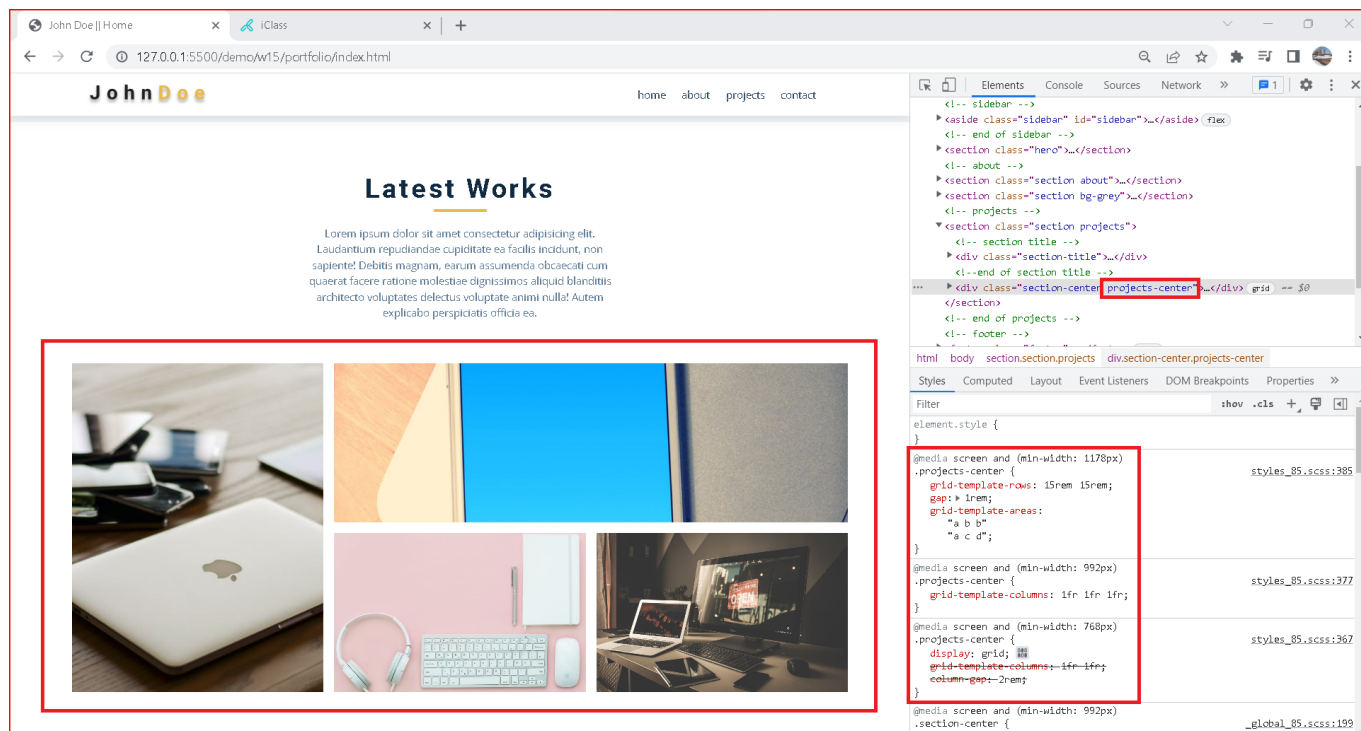 John Doe || Home
iClass
127.0.0.1:5500/demo/w15/portfolio/index.html
JohnDoe
home about projects contact
Latest Works
Lorem ipsum dolor sit amet consectetur adipisicing elit.
Laudantium repudiandae cupiditate ea facilis incidunt, non
sapiente! Debitis magnam, earum assumenda obcaecati cum
quaerat facere ratione molestiae dignissimos aliquid blanditiis
architecto voluptates delectus voluptate animi nulla! Autem
explicabo perspiciatis officia ea.
OPEN
Elements Console Sources Network » 1
<!-- sidebar -->
<aside class="sidebar" id="sidebar">…</aside> flex
<!-- end of sidebar -->
<section class="hero">…</section>
<!-- about -->
<section class="section about">…</section>
<section class="section bg-grey">…</section>
<!-- projects -->
<section class="section projects">
<!-- section title -->
<div class="section-title">…</div>
<!--end of section title -->
<div class="section-center projects-center">…</div> grid == $0
</section>
<!-- end of projects -->
<!-- footer -->
html body section.section.projects div.section-center.projects-center
Styles Computed Layout Event Listeners DOM Breakpoints Properties »
Filter :hov .cls +
element.style {
}
@media screen and (min-width: 1178px)
.projects-center { styles_85.scss:385
grid-template-rows: 15rem 15rem;
gap: 1rem;
grid-template-areas:
"a b b"
"a c d";
}
@media screen and (min-width: 992px)
.projects-center { styles_85.scss:377
grid-template-columns: 1fr 1fr 1fr;
}
@media screen and (min-width: 768px)
.projects-center { styles_85.scss:367
display: grid;
grid-template-columns: 1fr 1fr;
column-gap: 2rem;
}
@media screen and (min-width: 992px)
.section-center { _global_85.scss:199